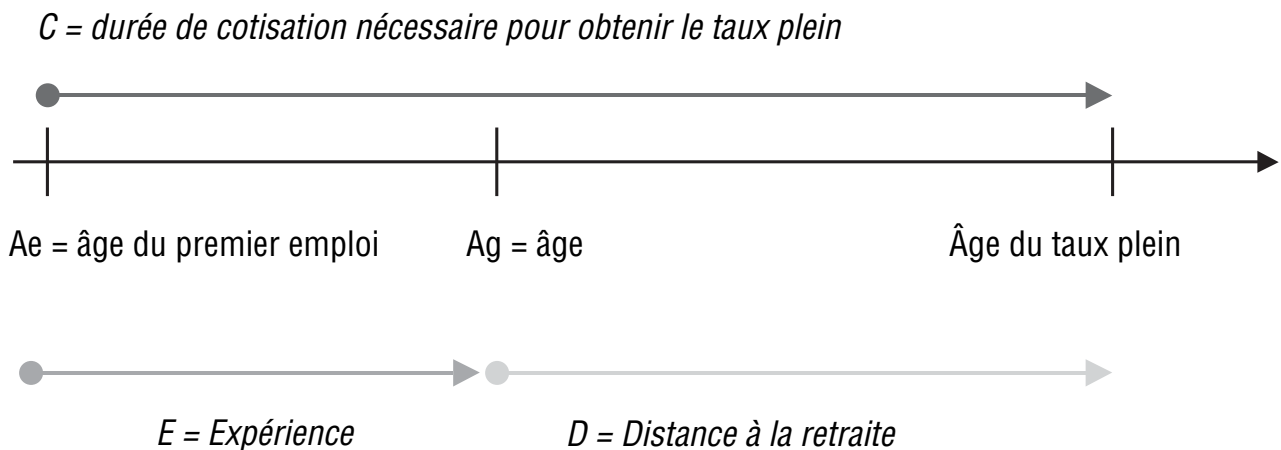 C = durée de cotisation nécessaire pour obtenir le taux plein
Ae = âge du premier emploi Ag = âge Âge du taux plein
E = Expérience D = Distance à la retraite